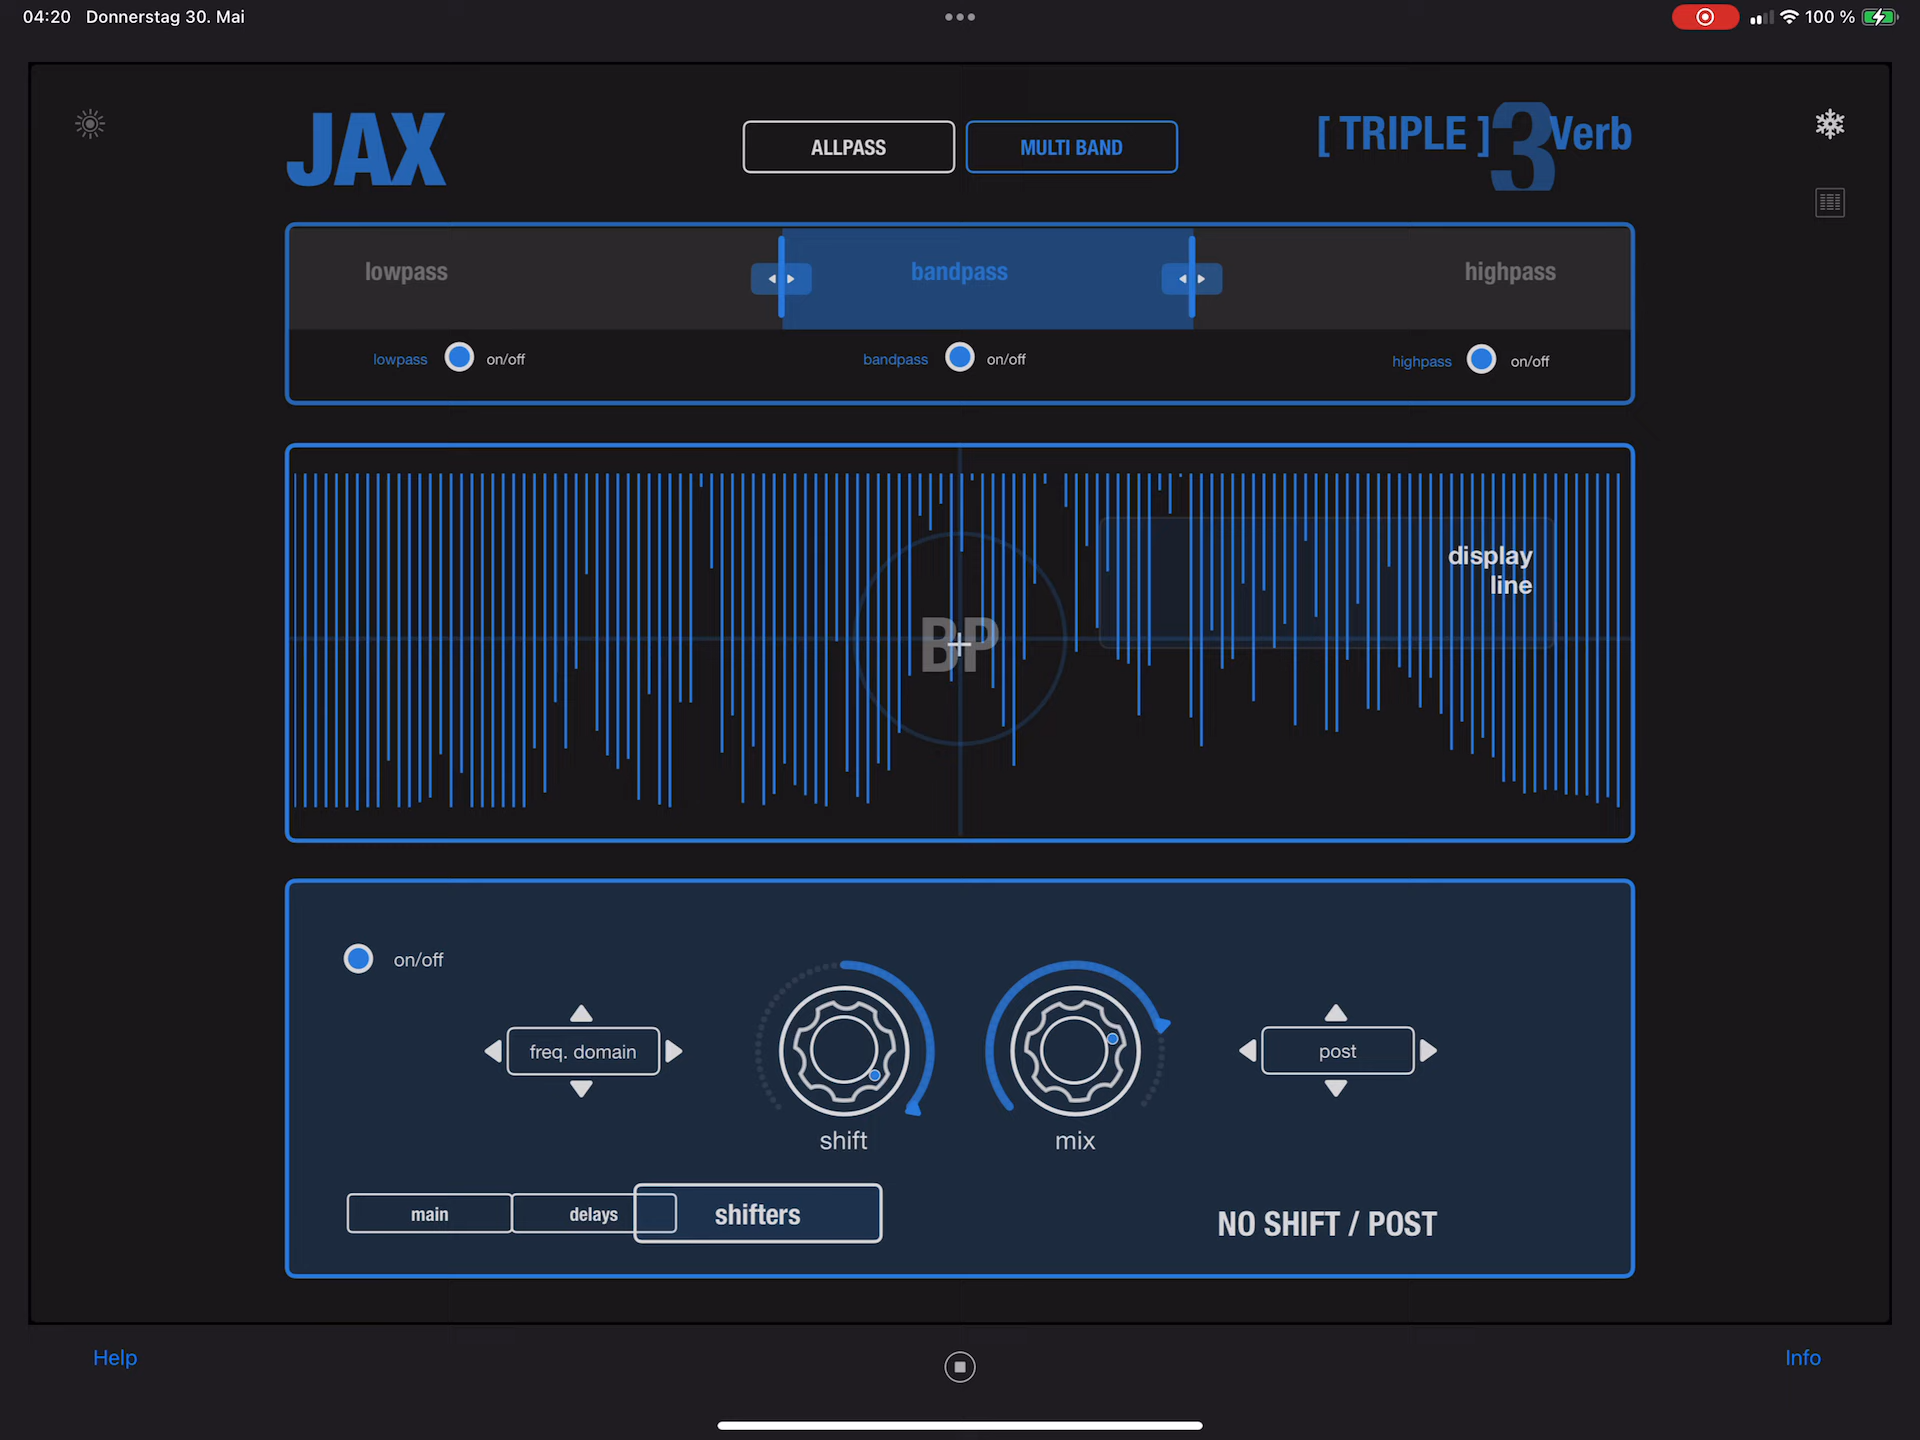 04:20 Donnerstag 30. Mai
100 %
JAX
ALLPASS
MULTI BAND
[ TRIPLE ]3Verb
lowpass
bandpass
highpass
lowpass on/off
bandpass on/off
highpass on/off
display
line
BP
on/off
freq. domain
post
shift
mix
main
delays
shifters
NO SHIFT / POST
Help
Info